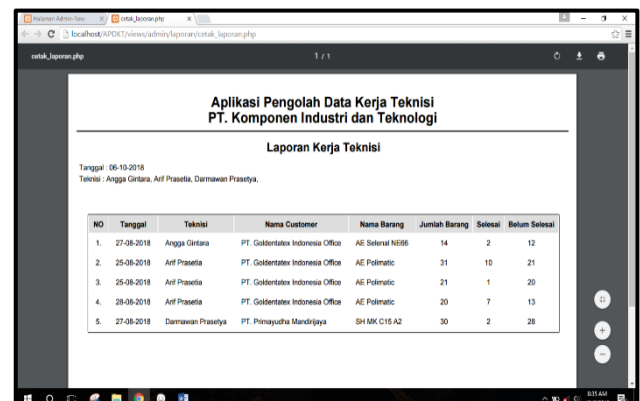 Halaman Admin-New
cetak_laporan.php
localhost/APDKT/views/admin/laporan/cetak_laporan.php
cetak_laporan.php
1 / 1
Aplikasi Pengolah Data Kerja Teknisi
PT. Komponen Industri dan Teknologi
Laporan Kerja Teknisi
Tanggal : 06-10-2018
Teknisi : Angga Gintara, Arif Prasetia, Darmawan Prasetya,
NO Tanggal Teknisi Nama Customer Nama Barang Jumlah Barang Selesai Belum Selesai
1. 27-08-2018 Angga Gintara PT. Goldentatex Indonesia Office AE Selenal NE66 14 2 12
2. 25-08-2018 Arif Prasetia PT. Goldentatex Indonesia Office AE Polimatic 31 10 21
3. 25-08-2018 Arif Prasetia PT. Goldentatex Indonesia Office AE Polimatic 21 1 20
4. 28-08-2018 Arif Prasetia PT. Goldentatex Indonesia Office AE Polimatic 20 7 13
5. 27-08-2018 Darmawan Prasetya PT. Primayudha Mandirijaya SH MK C15 A2 30 2 28
8:35 AM